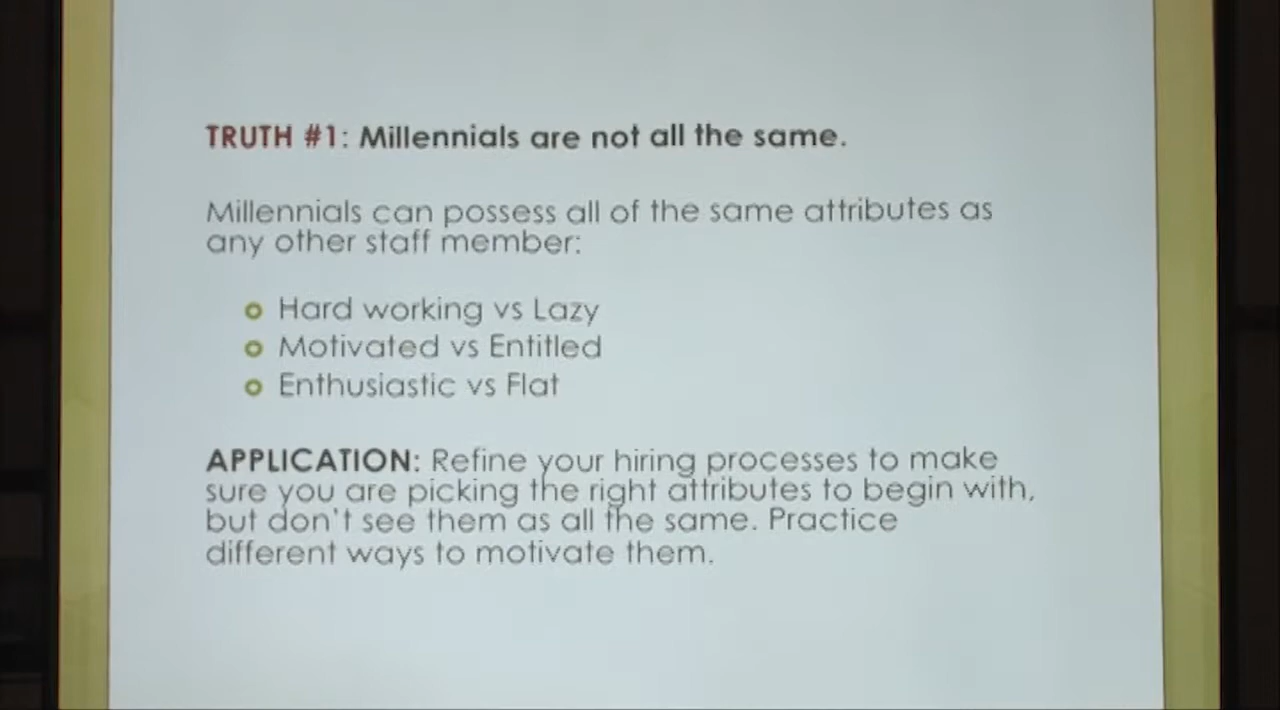 TRUTH #1: Millennials are not all the same.
Millennials can possess all of the same attributes as
any other staff member:
Hard working vs Lazy
Motivated vs Entitled
Enthusiastic vs Flat
APPLICATION: Refine your hiring processes to make
sure you are picking the right attributes to begin with,
but don't see them as all the same. Practice
different ways to motivate them.